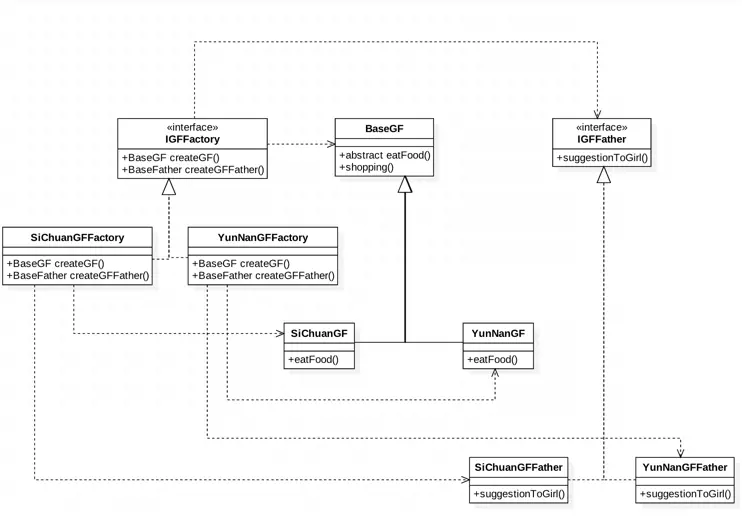 «interface»
IGFFactory
+BaseGF createGF()
+BaseFather createGFFather()
BaseGF
+abstract eatFood()
+shopping()
«interface»
IGFFather
+suggestionToGirl()
SiChuanGFFactory
+BaseGF createGF()
+BaseFather createGFFather()
YunNanGFFactory
+BaseGF createGF()
+BaseFather createGFFather()
SiChuanGF
+eatFood()
YunNanGF
+eatFood()
SiChuanGFFather
+suggestionToGirl()
YunNanGFFather
+suggestionToGirl()